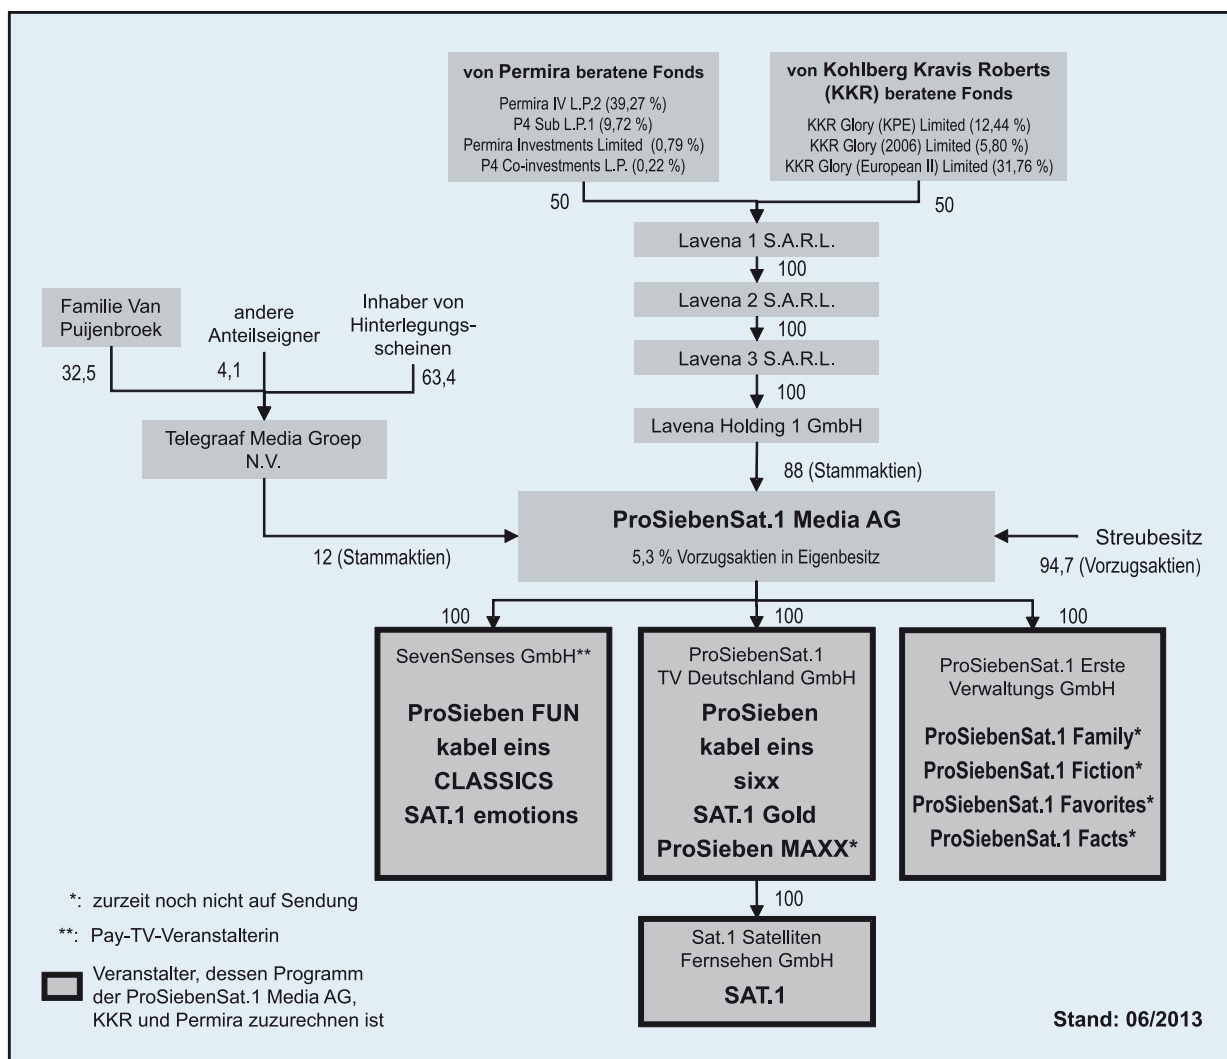 von Permira beratene Fonds
Permira IV L.P.2 (39,27 %)
P4 Sub L.P.1 (9,72 %)
Permira Investments Limited (0,79 %)
P4 Co-investments L.P. (0,22 %)
von Kohlberg Kravis Roberts
(KKR) beratene Fonds
KKR Glory (KPE) Limited (12,44 %)
KKR Glory (2006) Limited (5,80 %)
KKR Glory (European II) Limited (31,76 %)
50
50
Lavena 1 S.A.R.L.
100
Lavena 2 S.A.R.L.
100
Lavena 3 S.A.R.L.
100
Lavena Holding 1 GmbH
88 (Stammaktien)
Familie Van
Puijenbroek
andere
Anteilseigner
Inhaber von
Hinterlegungs-
scheinen
32,5
4,1
63,4
Telegraaf Media Groep
N.V.
12 (Stammaktien)
ProSiebenSat.1 Media AG
5,3 % Vorzugsaktien in Eigenbesitz
Streubesitz
94,7 (Vorzugsaktien)
100
100
100
SevenSenses GmbH**
ProSieben FUN
kabel eins
CLASSICS
SAT.1 emotions
ProSiebenSat.1
TV Deutschland GmbH
ProSieben
kabel eins
sixx
SAT.1 Gold
ProSieben MAXX*
ProSiebenSat.1 Erste
Verwaltungs GmbH
ProSiebenSat.1 Family*
ProSiebenSat.1 Fiction*
ProSiebenSat.1 Favorites*
ProSiebenSat.1 Facts*
100
Sat.1 Satelliten
Fernsehen GmbH
SAT.1
*: zurzeit noch nicht auf Sendung
**: Pay-TV-Veranstalterin
Veranstalter, dessen Programm
der ProSiebenSat.1 Media AG,
KKR und Permira zuzurechnen ist
Stand: 06/2013